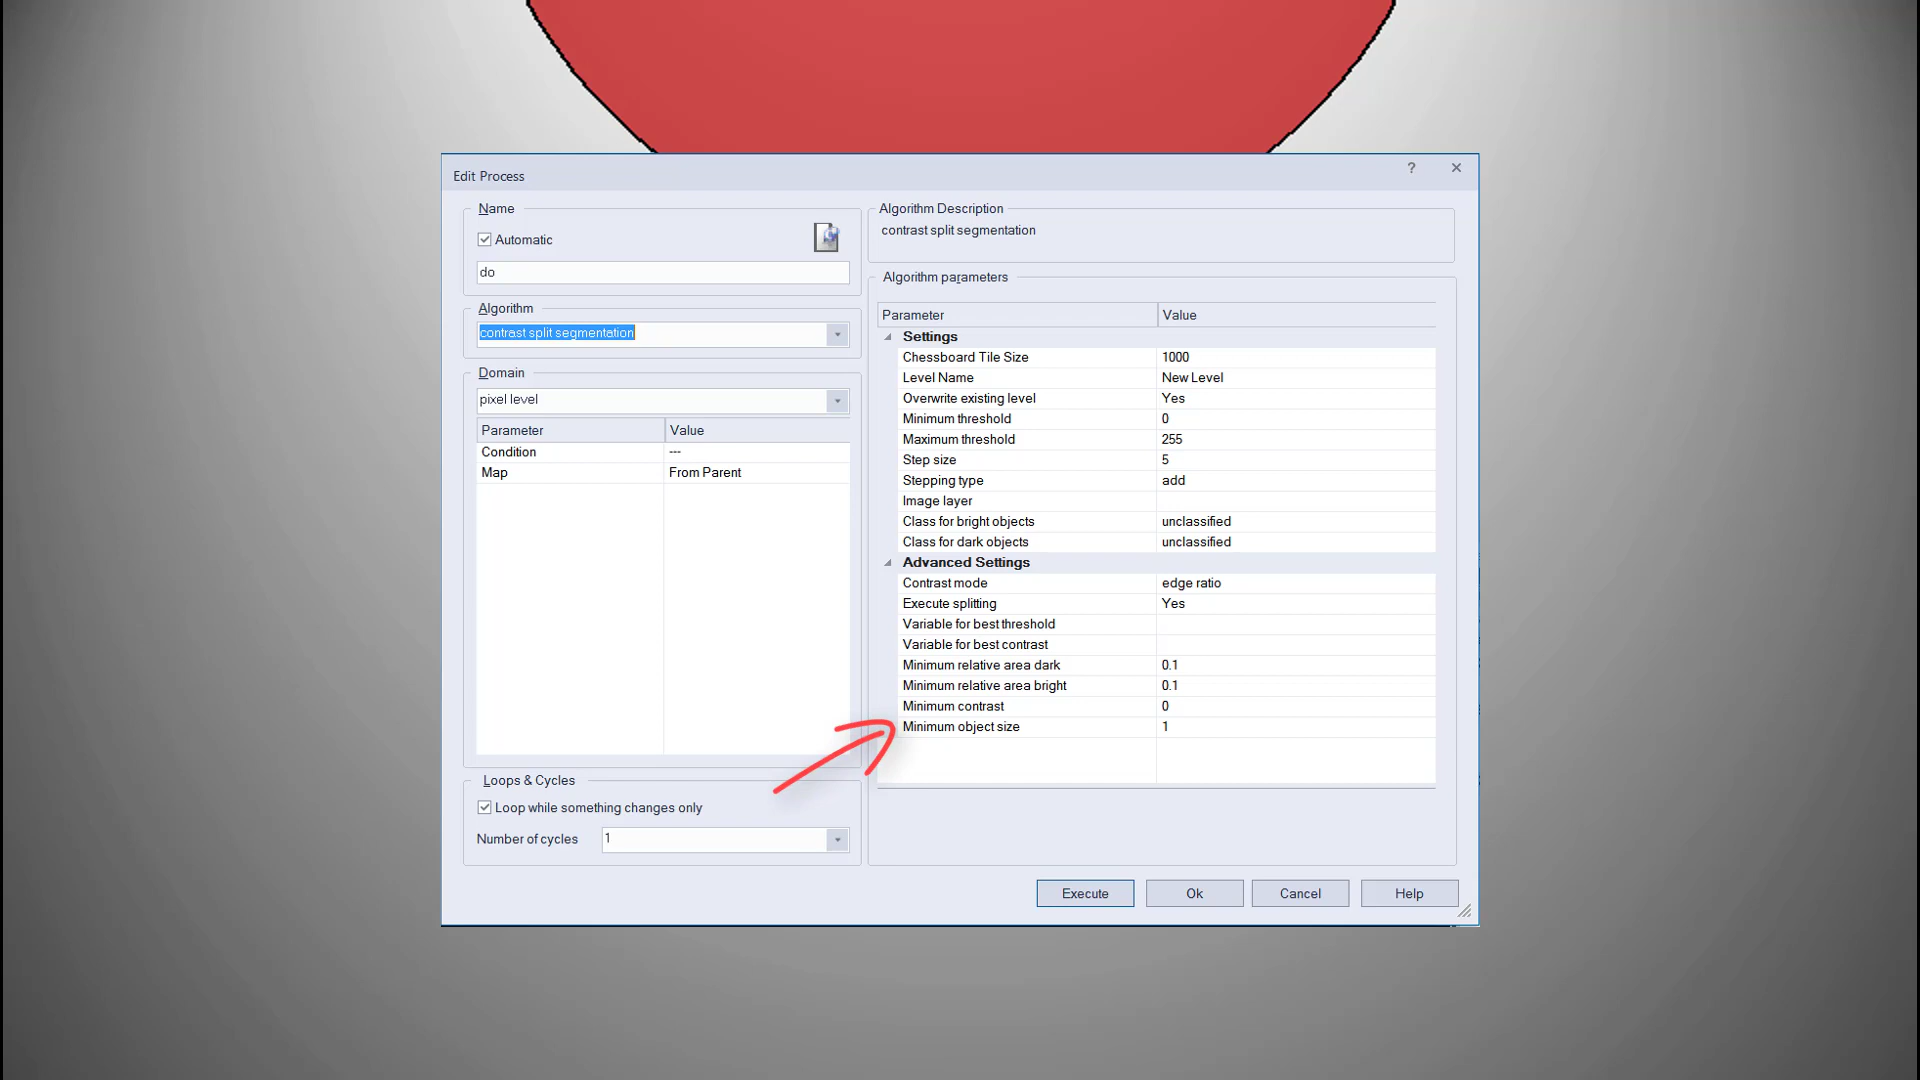 Edit Process
?
Name
Automatic
do
Algorithm
contrast split segmentation
Domain
pixel level
Parameter Value
Condition ---
Map From Parent
Loops & Cycles
Loop while something changes only
Number of cycles 1
Algorithm Description
contrast split segmentation
Algorithm parameters
Parameter Value
Settings
Chessboard Tile Size 1000
Level Name New Level
Overwrite existing level Yes
Minimum threshold 0
Maximum threshold 255
Step size 5
Stepping type add
Image layer
Class for bright objects unclassified
Class for dark objects unclassified
Advanced Settings
Contrast mode edge ratio
Execute splitting Yes
Variable for best threshold
Variable for best contrast
Minimum relative area dark 0.1
Minimum relative area bright 0.1
Minimum contrast 0
Minimum object size 1
Execute Ok Cancel Help